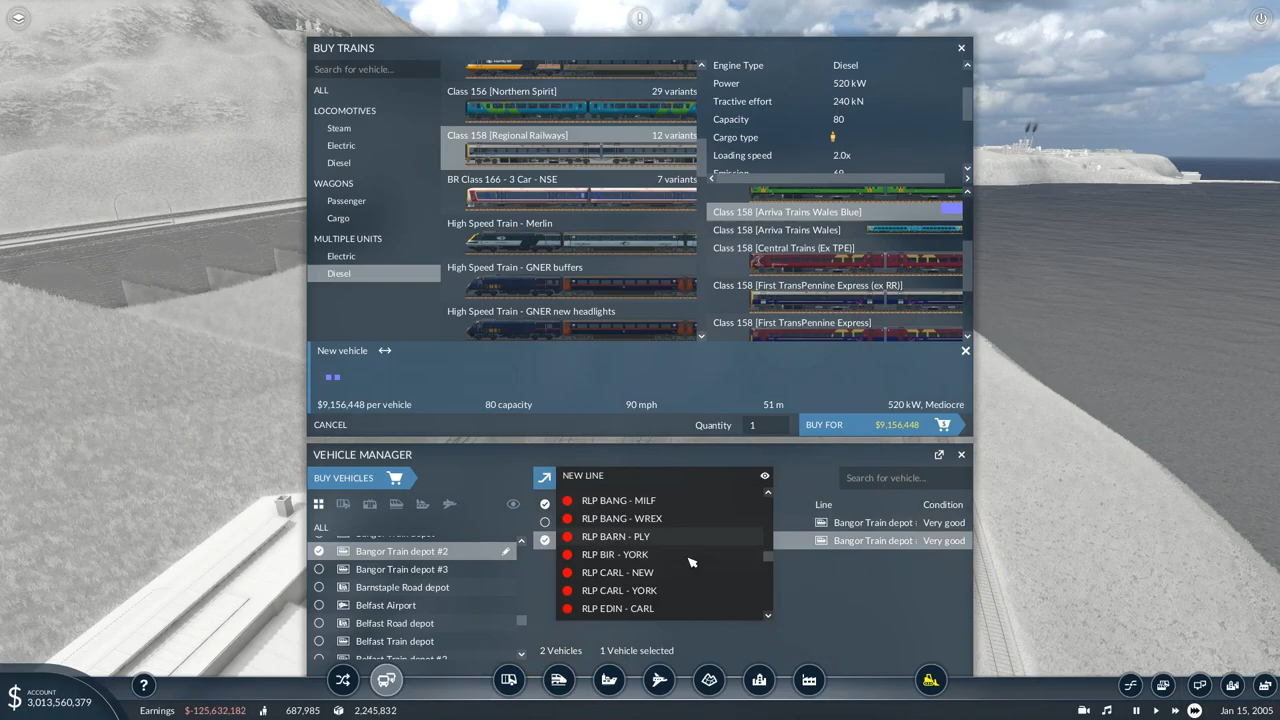 BUY TRAINS
Search for vehicle...
ALL
LOCOMOTIVES
Steam
Electric
Diesel
WAGONS
Passenger
Cargo
MULTIPLE UNITS
Electric
Diesel
Class 156 [Northern Spirit] 29 variants
Class 158 [Regional Railways] 12 variants
BR Class 166 - 3 Car - NSE 7 variants
High Speed Train - Merlin
High Speed Train - GNER buffers
High Speed Train - GNER new headlights
Engine Type Diesel
Power 520 kW
Tractive effort 240 kN
Capacity 80
Cargo type
Loading speed 2.0x
Emission 69
Class 158 [Arriva Trains Wales Blue]
Class 158 [Arriva Trains Wales]
Class 158 [Central Trains (Ex TPE)]
Class 158 [First TransPennine Express (ex RR)]
Class 158 [First TransPennine Express]
New vehicle
$9,156,448 per vehicle 80 capacity 90 mph 51 m 520 kW, Mediocre
CANCEL Quantity 1 BUY FOR $9,156,448
VEHICLE MANAGER
BUY VEHICLES
ALL
Bangor Train depot
Bangor Train depot #2
Bangor Train depot #3
Barnstaple Road depot
Belfast Airport
Belfast Road depot
Belfast Train depot
Belfast Train depot #2
NEW LINE
RLP BANG - MILF
RLP BANG - WREX
RLP BARN - PLY
RLP BIR - YORK
RLP CARL - NEW
RLP CARL - YORK
RLP EDIN - CARL
Search for vehicle...
Line Condition
Bangor Train depot Very good
Bangor Train depot Very good
2 Vehicles 1 Vehicle selected
$ ACCOUNT
3,013,560,379
?
Earnings $-125,632,182 687,985 2,245,832 Jan 15, 2005